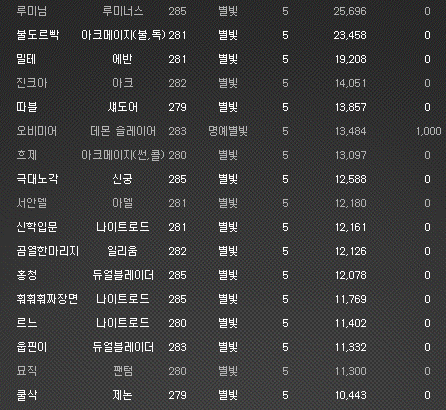 루미님 루미너스 285 별빛 5 25,696 0
불도르빡 아크메이지(불,독) 281 별빛 5 23,458 0
밀테 에반 281 별빛 5 19,208 0
진크아 아크 282 별빛 5 14,051 0
따블 섀도어 279 별빛 5 13,857 0
오비미어 데몬 슬레이어 283 명예별빛 5 13,484 1,000
흐제 아크메이지(썬,콜) 280 별빛 5 13,097 0
극대노각 신궁 285 별빛 5 12,588 0
서안델 아델 281 별빛 5 12,180 0
신학입문 나이트로드 281 별빛 5 12,161 0
곰열한마리지 일리움 282 별빛 5 12,126 0
홍청 듀얼블레이더 285 별빛 5 12,078 0
훠훠훠짜장면 나이트로드 285 별빛 5 11,769 0
르느 나이트로드 280 별빛 5 11,402 0
윱핀이 듀얼블레이더 283 별빛 5 11,332 0
묘직 팬텀 280 별빛 5 11,300 0
쿨삭 제논 279 별빛 5 10,443 0